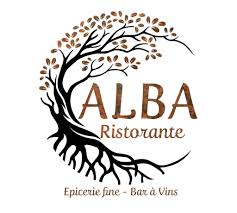 ALBA
Ristorante
Epicerie fine - Bar à Vins